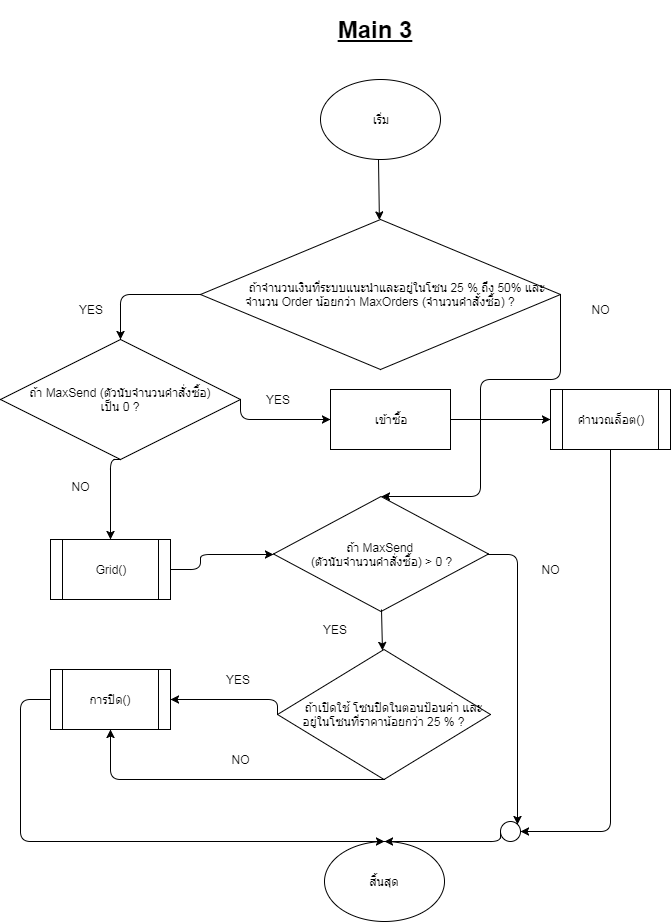 Main 3
เริ่ม
ถ้าจำนวนเงินที่ระบบแนะนำและอยู่ในโซน 25 % ถึง 50% และ
จำนวน Order น้อยกว่า MaxOrders (จำนวนคำสั่งซื้อ) ?
YES
NO
ถ้า MaxSend (ตัวนับจำนวนคำสั่งซื้อ)
เป็น 0 ?
YES
เข้าซื้อ
คำนวณล็อต()
NO
Grid()
ถ้า MaxSend
(ตัวนับจำนวนคำสั่งซื้อ) > 0 ?
NO
YES
การปิด()
YES
ถ้าเปิดใช้ โซนปิดในตอนป้อนค่า และ
อยู่ในโซนที่ราคาน้อยกว่า 25 % ?
NO
สิ้นสุด